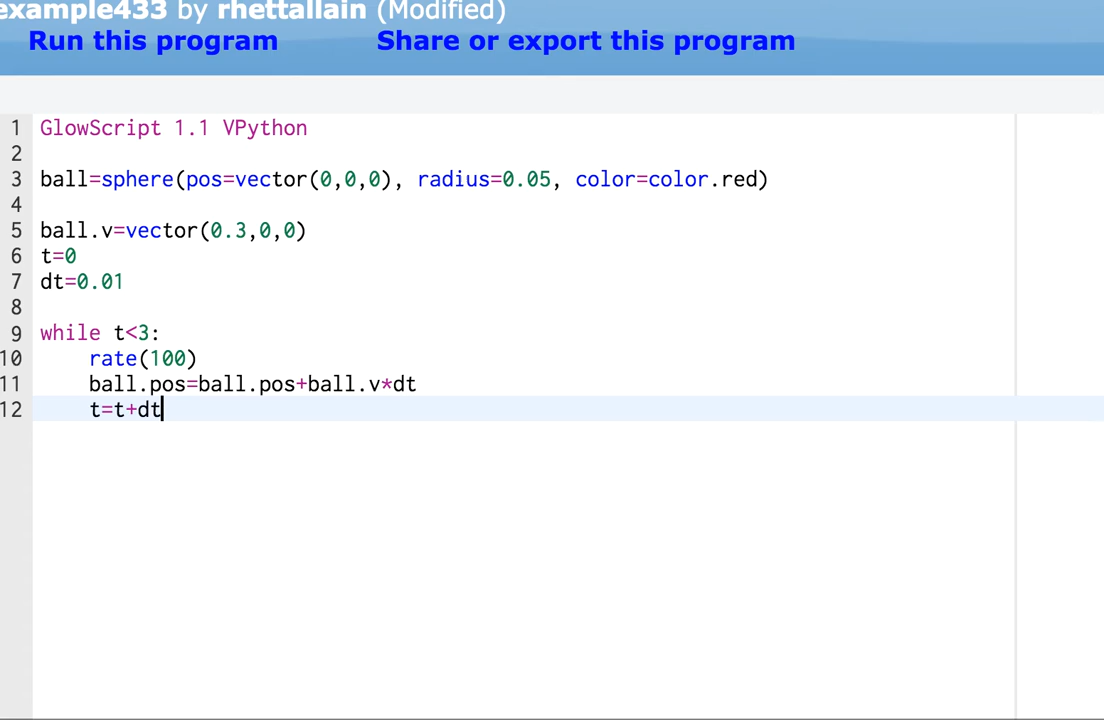 example433 by rhettallain (Modified)
Run this program Share or export this program
1 GlowScript 1.1 VPython
2
3 ball=sphere(pos=vector(0,0,0), radius=0.05, color=color.red)
4
5 ball.v=vector(0.3,0,0)
6 t=0
7 dt=0.01
8
9 while t<3:
10 rate(100)
11 ball.pos=ball.pos+ball.v*dt
12 t=t+dt